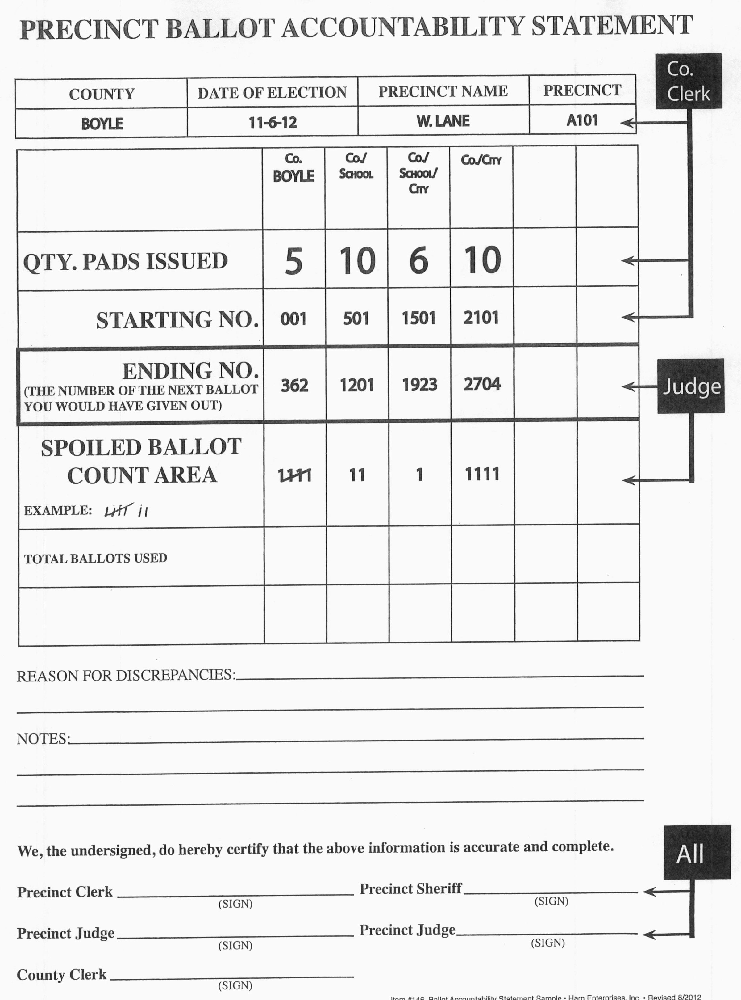 PRECINCT BALLOT ACCOUNTABILITY STATEMENT
Co.
Clerk
COUNTY DATE OF ELECTION PRECINCT NAME PRECINCT
BOYLE 11-6-12 W. LANE A101
Co. BOYLE Co./ SCHOOL Co./ SCHOOL/ CITY Co./CITY
QTY. PADS ISSUED 5 10 6 10
STARTING NO. 001 501 1501 2101
ENDING NO. 362 1201 1923 2704
(THE NUMBER OF THE NEXT BALLOT
YOU WOULD HAVE GIVEN OUT)
Judge
SPOILED BALLOT
COUNT AREA 1111 11 1 1111
EXAMPLE: 
TOTAL BALLOTS USED
REASON FOR DISCREPANCIES:
NOTES:
All
We, the undersigned, do hereby certify that the above information is accurate and complete.
Precinct Clerk Precinct Sheriff
(SIGN) (SIGN)
Precinct Judge Precinct Judge
(SIGN) (SIGN)
County Clerk
(SIGN)
Item #146 Ballot Accountability Statement Sample • Harp Enterprises, Inc. • Revised 8/2012